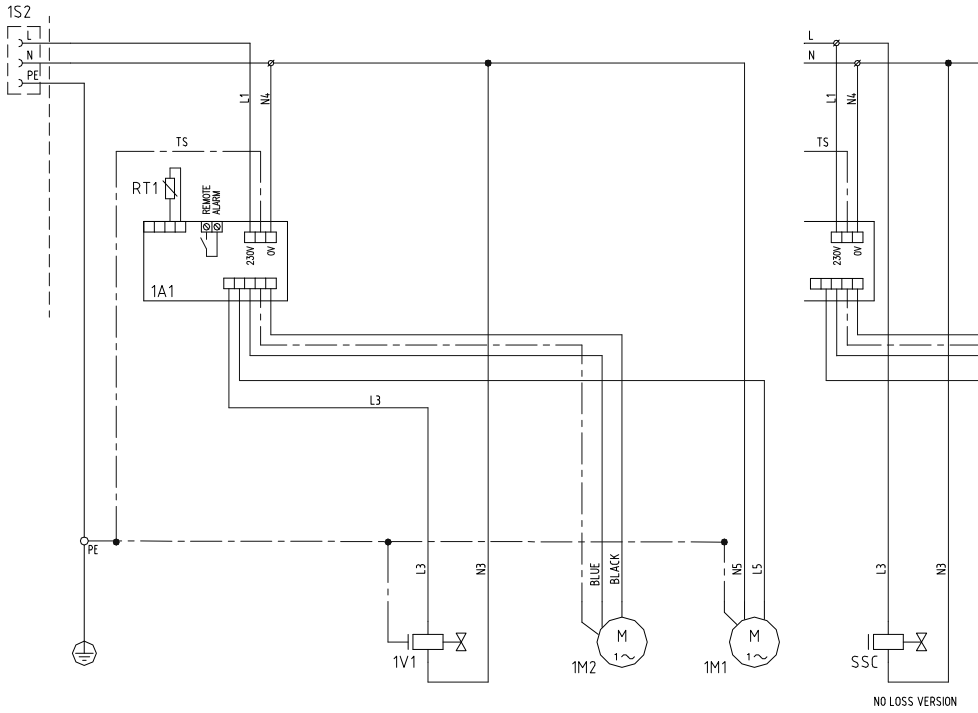 1S2
L
N
PE
L1
N4
TS
RT1
REMOTE
ALARM
230V
0V
1A1
L3
PE
L3
N3
BLUE
BLACK
N5
L5
1V1
M
1~
1M2
M
1~
1M1
L
N
L1
N4
TS
230V
0V
L3
N3
SSC
NO LOSS VERSION